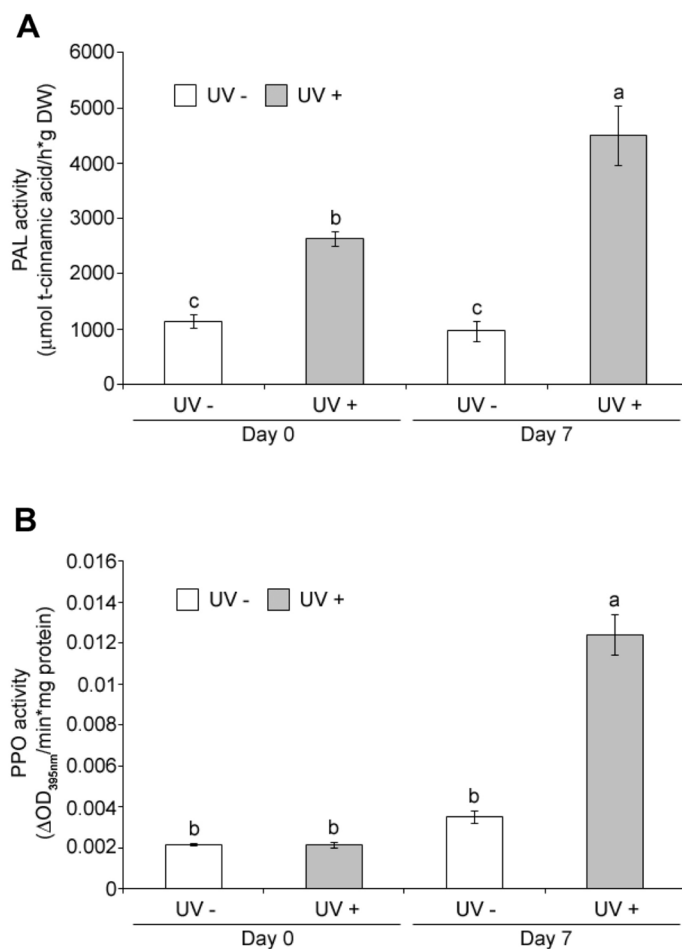 A
6000
5000
4000
3000
2000
1000
0
PAL activity
(µmol t-cinnamic acid/h*g DW)
UV - UV +
c
b
c
a
UV - UV + UV - UV +
Day 0 Day 7
B
0.016
0.014
0.012
0.01
0.008
0.006
0.004
0.002
0
PPO activity
(ΔOD395nm/min*mg protein)
UV - UV +
b
b
b
a
UV - UV + UV - UV +
Day 0 Day 7